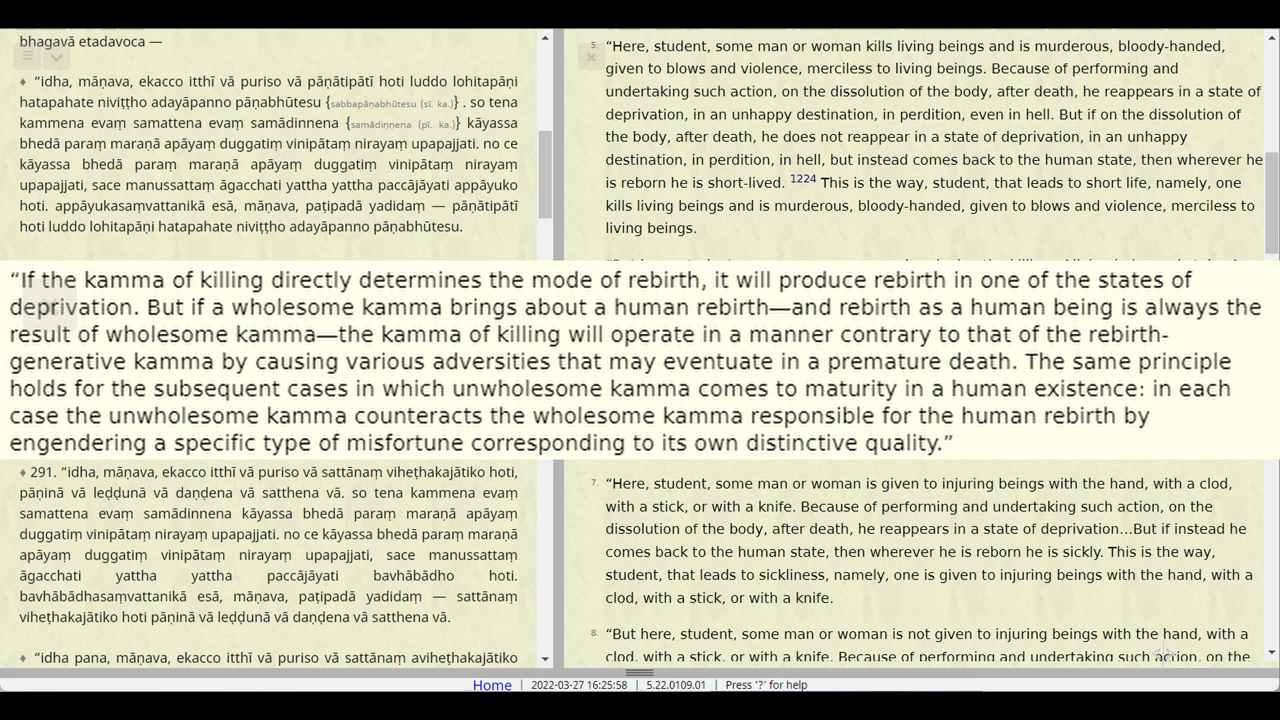 bhagavā etadavoca —
♦ “idha, māṇava, ekacco itthī vā puriso vā pāṇātipātī hoti luddo lohitapāṇi
hatapahate niviṭṭho adayāpanno pāṇabhūtesu {sabbapāṇabhūtesu (sī. ka.)} . so tena
kammena evaṃ samattena evaṃ samādinnena {samādiṇṇena (pī. ka.)} kāyassa
bhedā paraṃ maraṇā apāyaṃ duggatiṃ vinipātaṃ nirayaṃ upapajjati. no ce
kāyassa bhedā paraṃ maraṇā apāyaṃ duggatiṃ vinipātaṃ nirayaṃ
upapajjati, sace manussattaṃ āgacchati yattha yattha paccājāyati appāyuko
hoti. appāyukasaṃvattanikā esā, māṇava, paṭipadā yadidaṃ — pāṇātipātī
hoti luddo lohitapāṇi hatapahate niviṭṭho adayāpanno pāṇabhūtesu.
5. “Here, student, some man or woman kills living beings and is murderous, bloody-handed,
given to blows and violence, merciless to living beings. Because of performing and
undertaking such action, on the dissolution of the body, after death, he reappears in a state of
deprivation, in an unhappy destination, in perdition, even in hell. But if on the dissolution of
the body, after death, he does not reappear in a state of deprivation, in an unhappy
destination, in perdition, in hell, but instead comes back to the human state, then wherever he
is reborn he is short-lived. 1224 This is the way, student, that leads to short life, namely, one
kills living beings and is murderous, bloody-handed, given to blows and violence, merciless to
living beings.
“If the kamma of killing directly determines the mode of rebirth, it will produce rebirth in one of the states of
deprivation. But if a wholesome kamma brings about a human rebirth—and rebirth as a human being is always the
result of wholesome kamma—the kamma of killing will operate in a manner contrary to that of the rebirth-
generative kamma by causing various adversities that may eventuate in a premature death. The same principle
holds for the subsequent cases in which unwholesome kamma comes to maturity in a human existence: in each
case the unwholesome kamma counteracts the wholesome kamma responsible for the human rebirth by
engendering a specific type of misfortune corresponding to its own distinctive quality.”
♦ 291. “idha, māṇava, ekacco itthī vā puriso vā sattānaṃ viheṭhakajātiko hoti,
pāṇinā vā leḍḍunā vā daṇḍena vā satthena vā. so tena kammena evaṃ
samattena evaṃ samādinnena kāyassa bhedā paraṃ maraṇā apāyaṃ
duggatiṃ vinipātaṃ nirayaṃ upapajjati. no ce kāyassa bhedā paraṃ maraṇā
apāyaṃ duggatiṃ vinipātaṃ nirayaṃ upapajjati, sace manussattaṃ
āgacchati yattha yattha paccājāyati bavhābādho hoti.
bavhābādhasaṃvattanikā esā, māṇava, paṭipadā yadidaṃ — sattānaṃ
viheṭhakajātiko hoti pāṇinā vā leḍḍunā vā daṇḍena vā satthena vā.
♦ “idha pana, māṇava, ekacco itthī vā puriso vā sattānaṃ aviheṭhakajātiko
7. “Here, student, some man or woman is given to injuring beings with the hand, with a clod,
with a stick, or with a knife. Because of performing and undertaking such action, on the
dissolution of the body, after death, he reappears in a state of deprivation…But if instead he
comes back to the human state, then wherever he is reborn he is sickly. This is the way,
student, that leads to sickliness, namely, one is given to injuring beings with the hand, with a
clod, with a stick, or with a knife.
8. “But here, student, some man or woman is not given to injuring beings with the hand, with a
clod, with a stick, or with a knife. Because of performing and undertaking such action, on the
Home | 2022-03-27 16:25:58 | 5.22.0109.01 | Press '?' for help